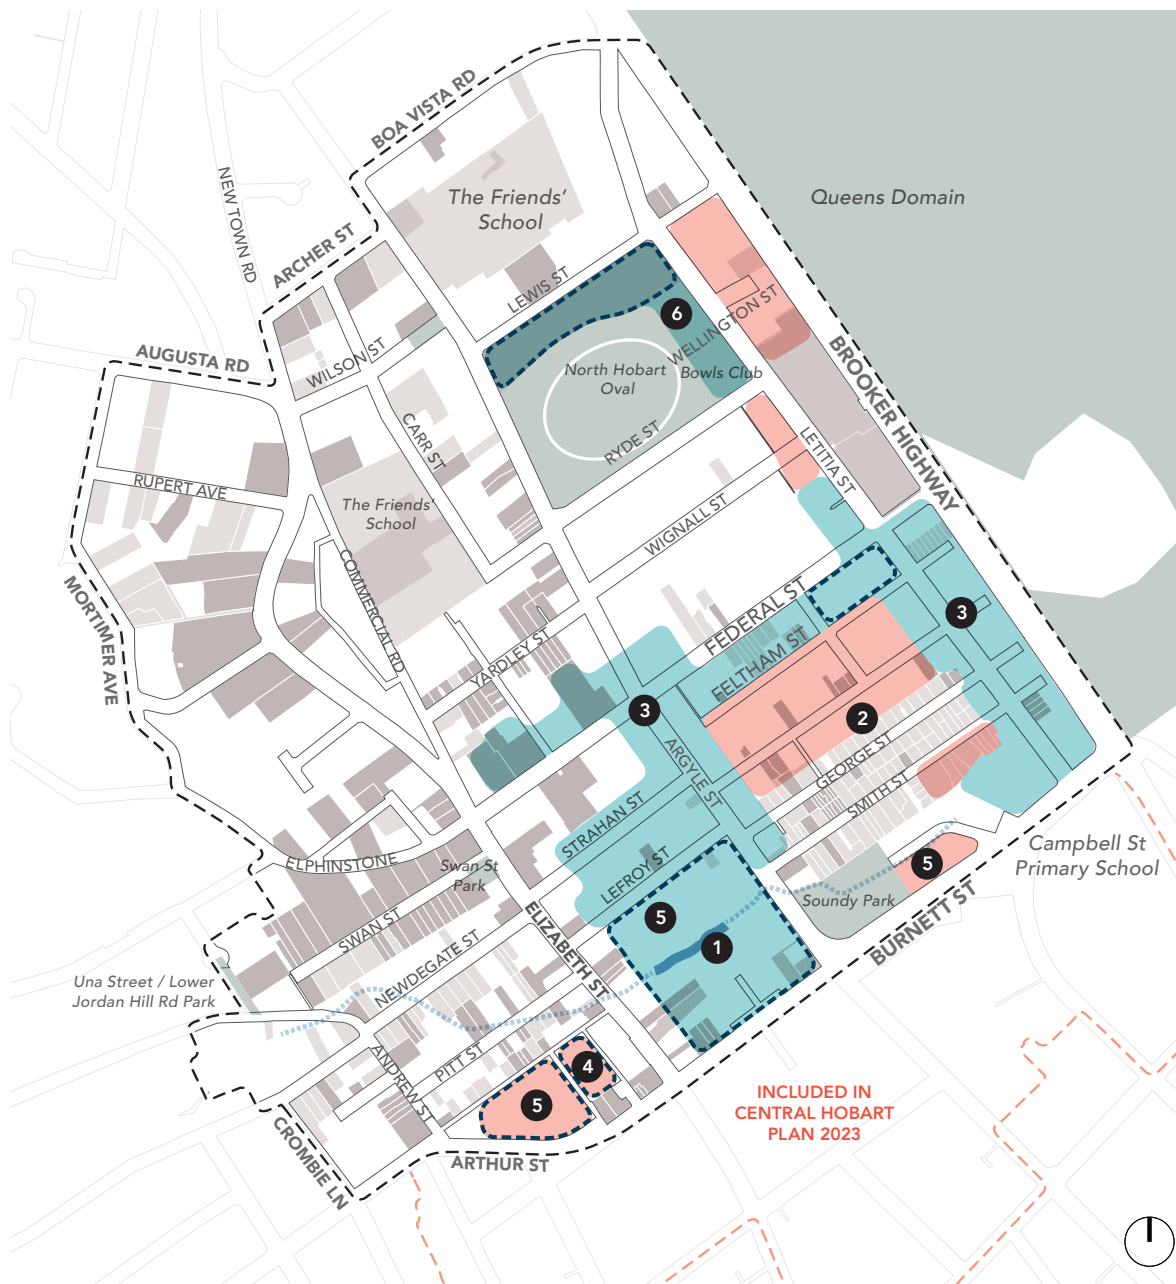 BOA VISTA RD
NEW TOWN RD
The Friends'
School
Queens Domain
ARCHER ST
LEWIS ST
6
WELLINGTON ST
AUGUSTA RD
WILSON ST
North Hobart
Oval
Bowls Club
BROOKER HIGHWAY
CARR ST
RYDE ST
LETITIA ST
RUPERT AVE
The Friends'
School
WIGNALL ST
COMMERCIAL RD
MORTIMER AVE
FEDERAL ST
3
YARDLEY ST
FELTHAM ST
3
2
ARGYLE ST
GEORGE ST
SMITH ST
STRAHAN ST
ELPHINSTONE
Swan St
Park
LEFROY ST
5
Campbell St
Primary School
Soundy Park
5
SWAN ST
ELIZABETH ST
1
BURNETT ST
NEWDEGATE ST
Una Street / Lower
Jordan Hill Rd Park
PITT ST
ANDREW ST
4
5
INCLUDED IN
CENTRAL HOBART
PLAN 2023
CROMBIE LN
ARTHUR ST